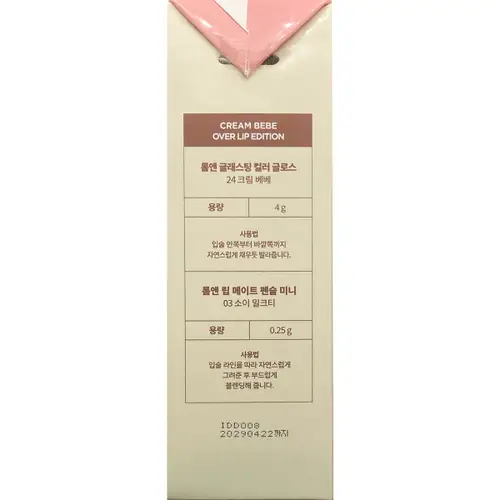 CREAM BEBE
OVER LIP EDITION
롬앤 글래스팅 컬러 글로스
24 크림 베베
용량 4 g
사용법
입술 안쪽부터 바깥쪽까지
자연스럽게 채우듯 발라줍니다.
롬앤 립 메이트 펜슬 미니
03 소이 밀크티
용량 0.25 g
사용법
입술 라인을 따라 자연스럽게
그려준 후 부드럽게
블렌딩해 줍니다.
IDD008
20290422까지